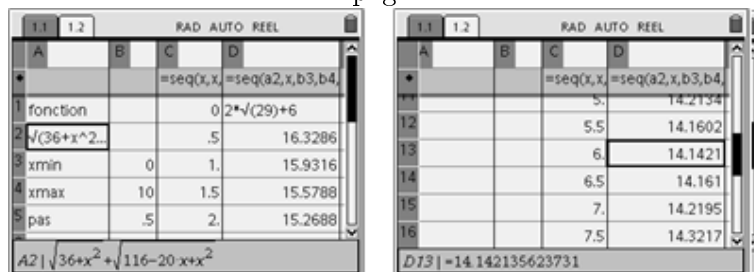 1.1 1.2 RAD AUTO REEL
A B C D
=seq(x,x, =seq(a2,x,b3,b4,
1 fonction 0 2*√(29)+6
2 √(36+x^2... .5 16.3286
3 xmin 0 1. 15.9316
4 xmax 10 1.5 15.5788
5 pas .5 2. 15.2688
A2 | √36+x² +√116−20·x+x²
1.1 1.2 RAD AUTO REEL
A B C D
=seq(x,x, =seq(a2,x,b3,b4,
11 5. 14.2134
12 5.5 14.1602
13 6. 14.1421
14 6.5 14.161
15 7. 14.2195
16 7.5 14.3217
D13 | =14.142135623731